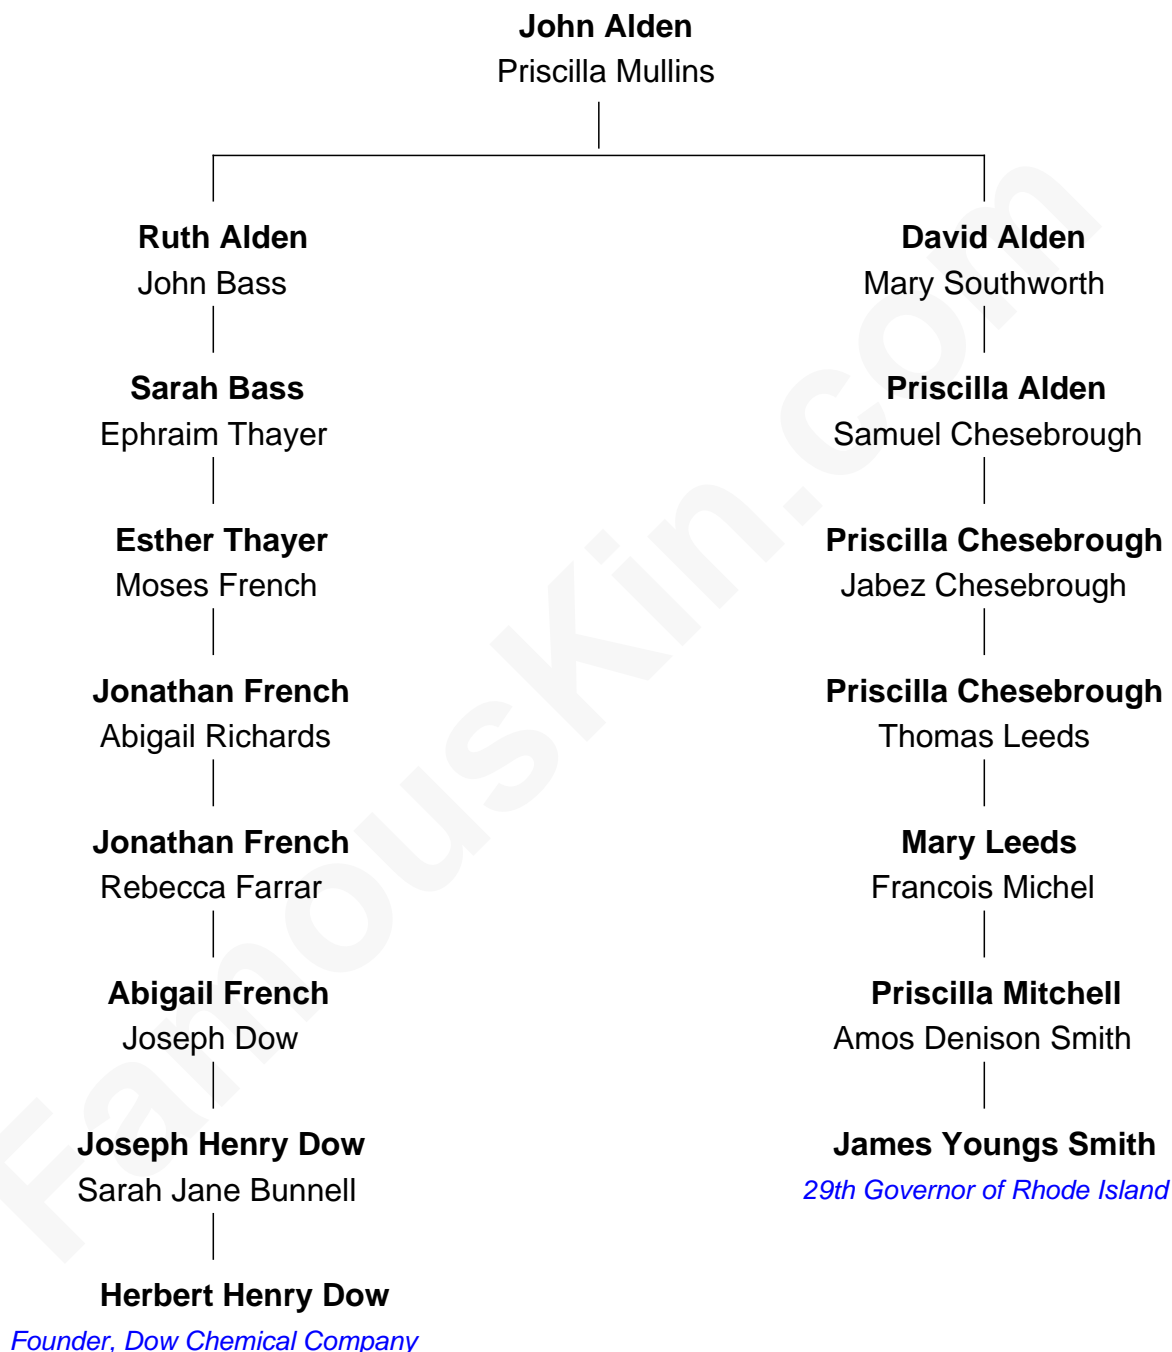 John Alden
Priscilla Mullins
Ruth Alden
John Bass
Sarah Bass
Ephraim Thayer
Esther Thayer
Moses French
Jonathan French
Abigail Richards
Jonathan French
Rebecca Farrar
Abigail French
Joseph Dow
Joseph Henry Dow
Sarah Jane Bunnell
Herbert Henry Dow
Founder, Dow Chemical Company
David Alden
Mary Southworth
Priscilla Alden
Samuel Chesebrough
Priscilla Chesebrough
Jabez Chesebrough
Priscilla Chesebrough
Thomas Leeds
Mary Leeds
Francois Michel
Priscilla Mitchell
Amos Denison Smith
James Youngs Smith
29th Governor of Rhode Island
FamousKin.com